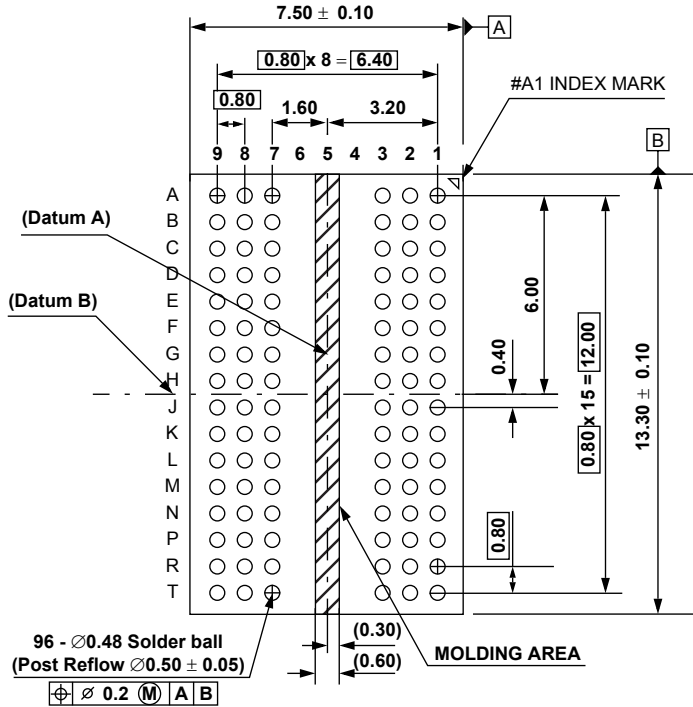 7.50 ± 0.10
A
0.80 x 8 = 6.40
#A1 INDEX MARK
0.80
1.60
3.20
B
9 8 7 6 5 4 3 2 1
A
(Datum A)
B
C
D
E
(Datum B)
F
G
H
J
K
L
M
N
P
R
T
6.00
0.40
0.80 x 15 = 12.00
13.30 ± 0.10
0.80
96 - ∅0.48 Solder ball
(Post Reflow ∅0.50 ± 0.05)
⌖ ∅ 0.2 Ⓜ A B
(0.30)
(0.60)
MOLDING AREA